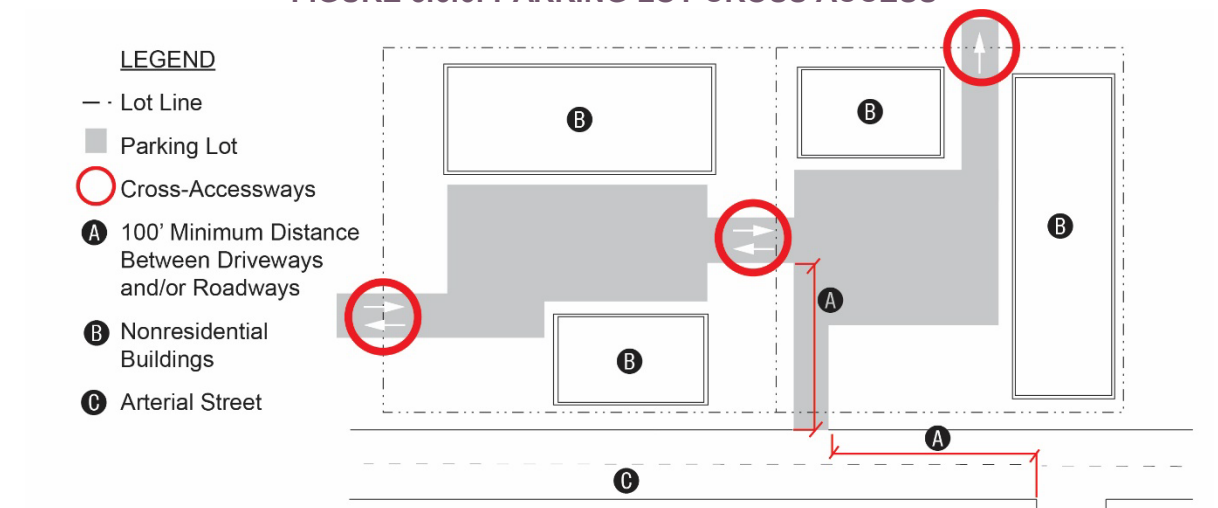 LEGEND
Lot Line
Parking Lot
Cross-Accessways
A 100' Minimum Distance
Between Driveways
and/or Roadways
B Nonresidential
Buildings
C Arterial Street
B
B
B
A
B
A
C